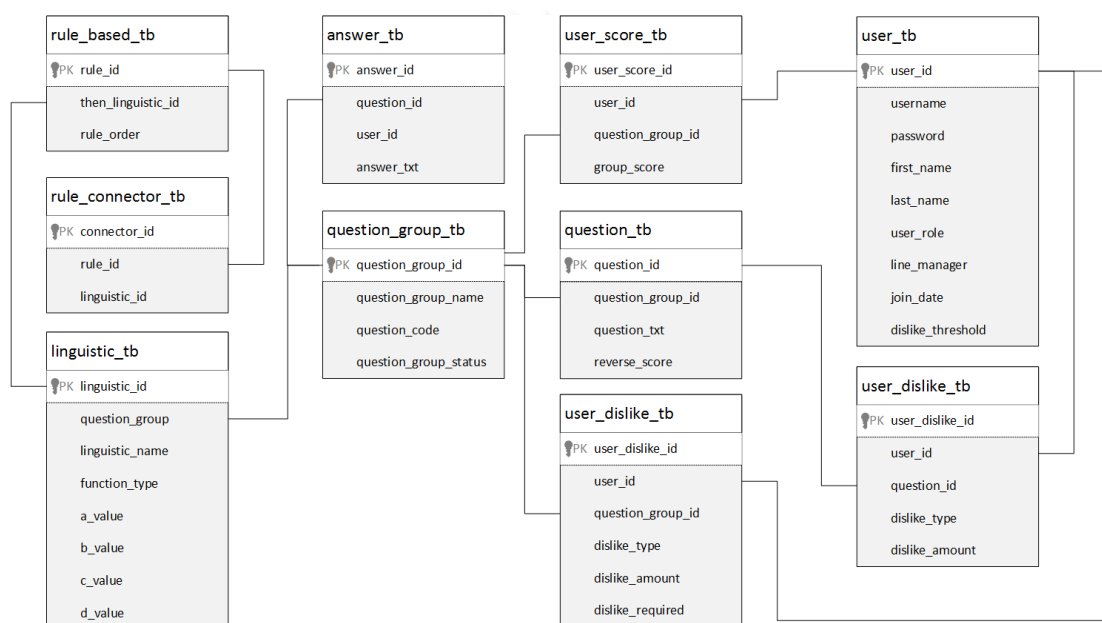 rule_based_tb
PK rule_id
then_linguistic_id
rule_order
rule_connector_tb
PK connector_id
rule_id
linguistic_id
linguistic_tb
PK linguistic_id
question_group
linguistic_name
function_type
a_value
b_value
c_value
d_value
answer_tb
PK answer_id
question_id
user_id
answer_txt
question_group_tb
PK question_group_id
question_group_name
question_code
question_group_status
user_score_tb
PK user_score_id
user_id
question_group_id
group_score
question_tb
PK question_id
question_group_id
question_txt
reverse_score
user_dislike_tb
PK user_dislike_id
user_id
question_group_id
dislike_type
dislike_amount
dislike_required
user_tb
PK user_id
username
password
first_name
last_name
user_role
line_manager
join_date
dislike_threshold
user_dislike_tb
PK user_dislike_id
user_id
question_id
dislike_type
dislike_amount